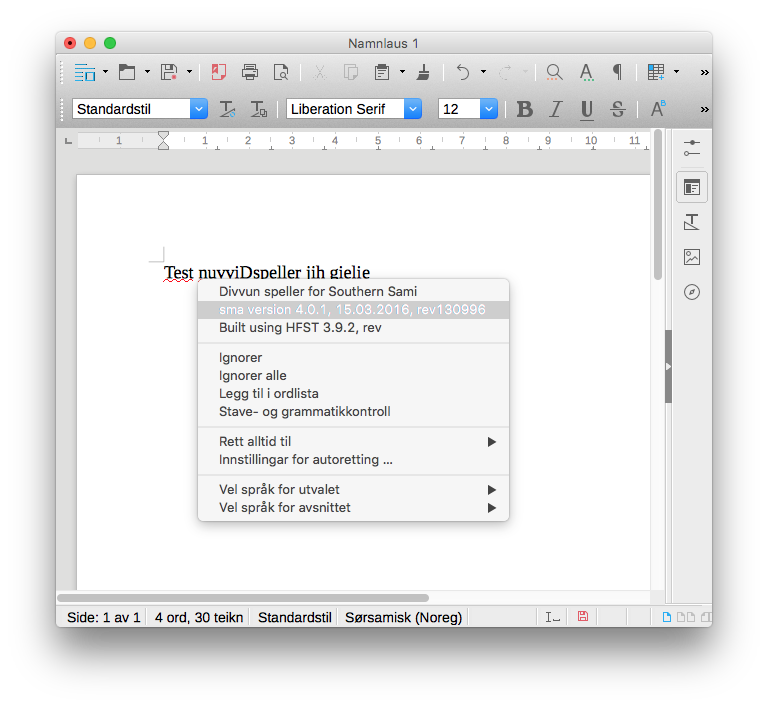 Namnlaus 1
Standardstil
Liberation Serif
12
1 1 2 3 4 5 6 7 8 9 10 11
Test nuvviDspeller jih gielie
Divvun speller for Southern Sami
sma version 4.0.1, 15.03.2016, rev130996
Built using HFST 3.9.2, rev
Ignorer
Ignorer alle
Legg til i ordlista
Stave- og grammatikkontroll
Rett alltid til
Innstillingar for autoretting ...
Vel språk for utvalet
Vel språk for avsnittet
Side: 1 av 1 4 ord, 30 teikn Standardstil Sørsamisk (Noreg)